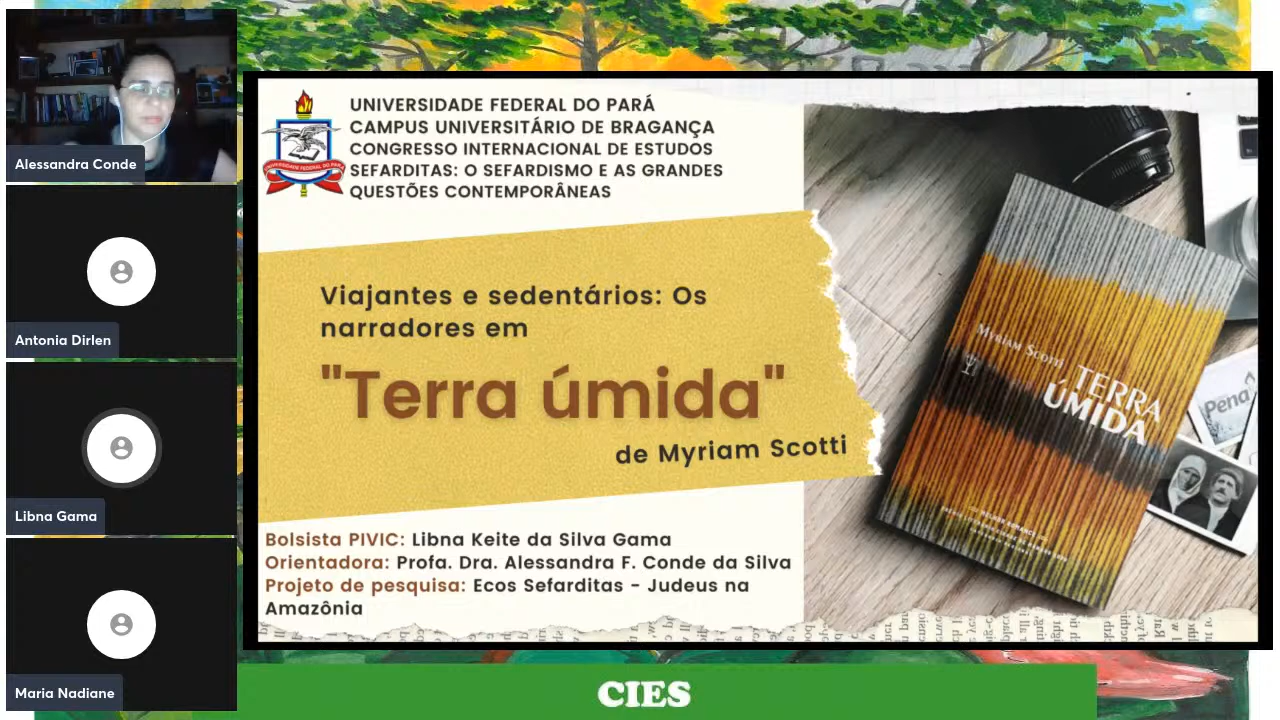 Alessandra Conde
Antonia Dirlen
Libna Gama
Maria Nadiane
UNIVERSIDADE FEDERAL DO PARÁ
CAMPUS UNIVERSITÁRIO DE BRAGANÇA
CONGRESSO INTERNACIONAL DE ESTUDOS
SEFARDITAS: O SEFARDISMO E AS GRANDES
QUESTÕES CONTEMPORÂNEAS
Viajantes e sedentários: Os
narradores em
"Terra úmida"
de Myriam Scotti
Bolsista PIVIC: Libna Keite da Silva Gama
Orientadora: Profa. Dra. Alessandra F. Conde da Silva
Projeto de pesquisa: Ecos Sefarditas - Judeus na
Amazônia
MYRIAM SCOTTI
TERRA
ÚMIDA
MELHOR ROMANCE
Pena
CIES